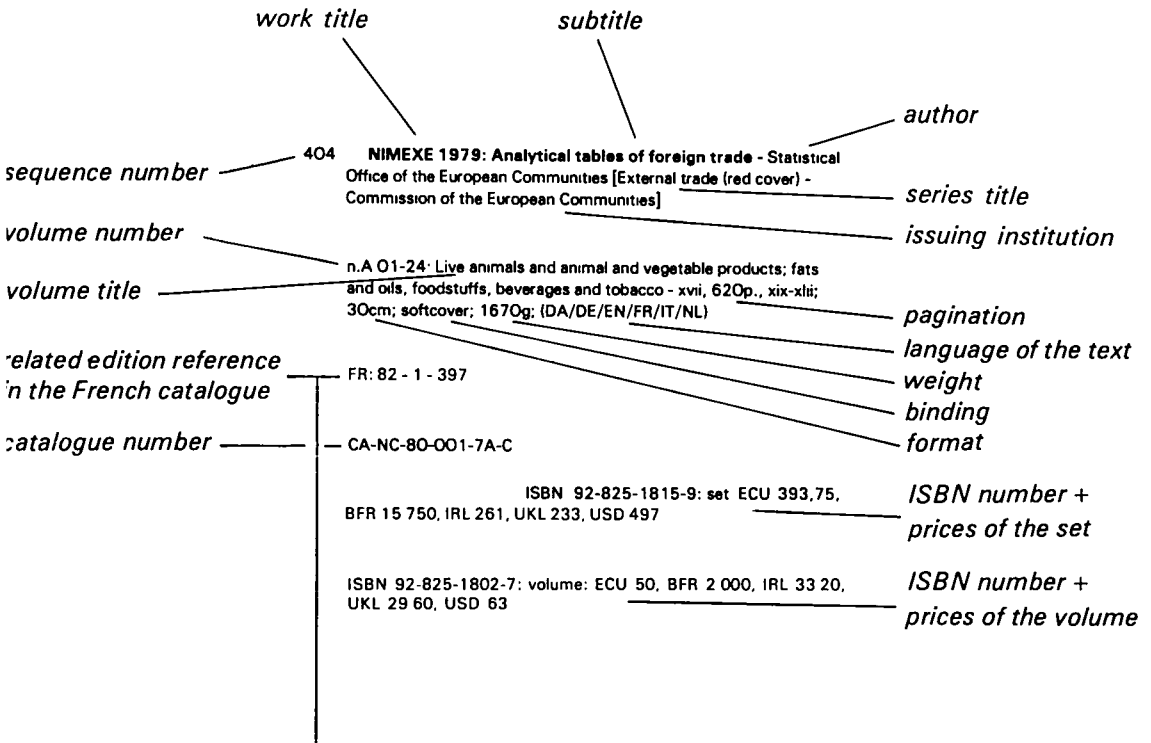 work title
subtitle
author
404 NIMEXE 1979: Analytical tables of foreign trade - Statistical
sequence number
Office of the European Communities [External trade (red cover) -
Commission of the European Communities]
series title
issuing institution
volume number
n.A 01-24: Live animals and animal and vegetable products; fats
volume title
and oils, foodstuffs, beverages and tobacco - xvii, 620p., xix-xlii;
30cm; softcover; 1670g; (DA/DE/EN/FR/IT/NL)
pagination
language of the text
weight
binding
format
related edition reference
in the French catalogue
FR: 82 - 1 - 397
catalogue number
CA-NC-80-001-7A-C
ISBN 92-825-1815-9: set ECU 393,75,
BFR 15 750, IRL 261, UKL 233, USD 497
ISBN number +
prices of the set
ISBN 92-825-1802-7: volume: ECU 50, BFR 2 000, IRL 33 20,
UKL 29 60, USD 63
ISBN number +
prices of the volume